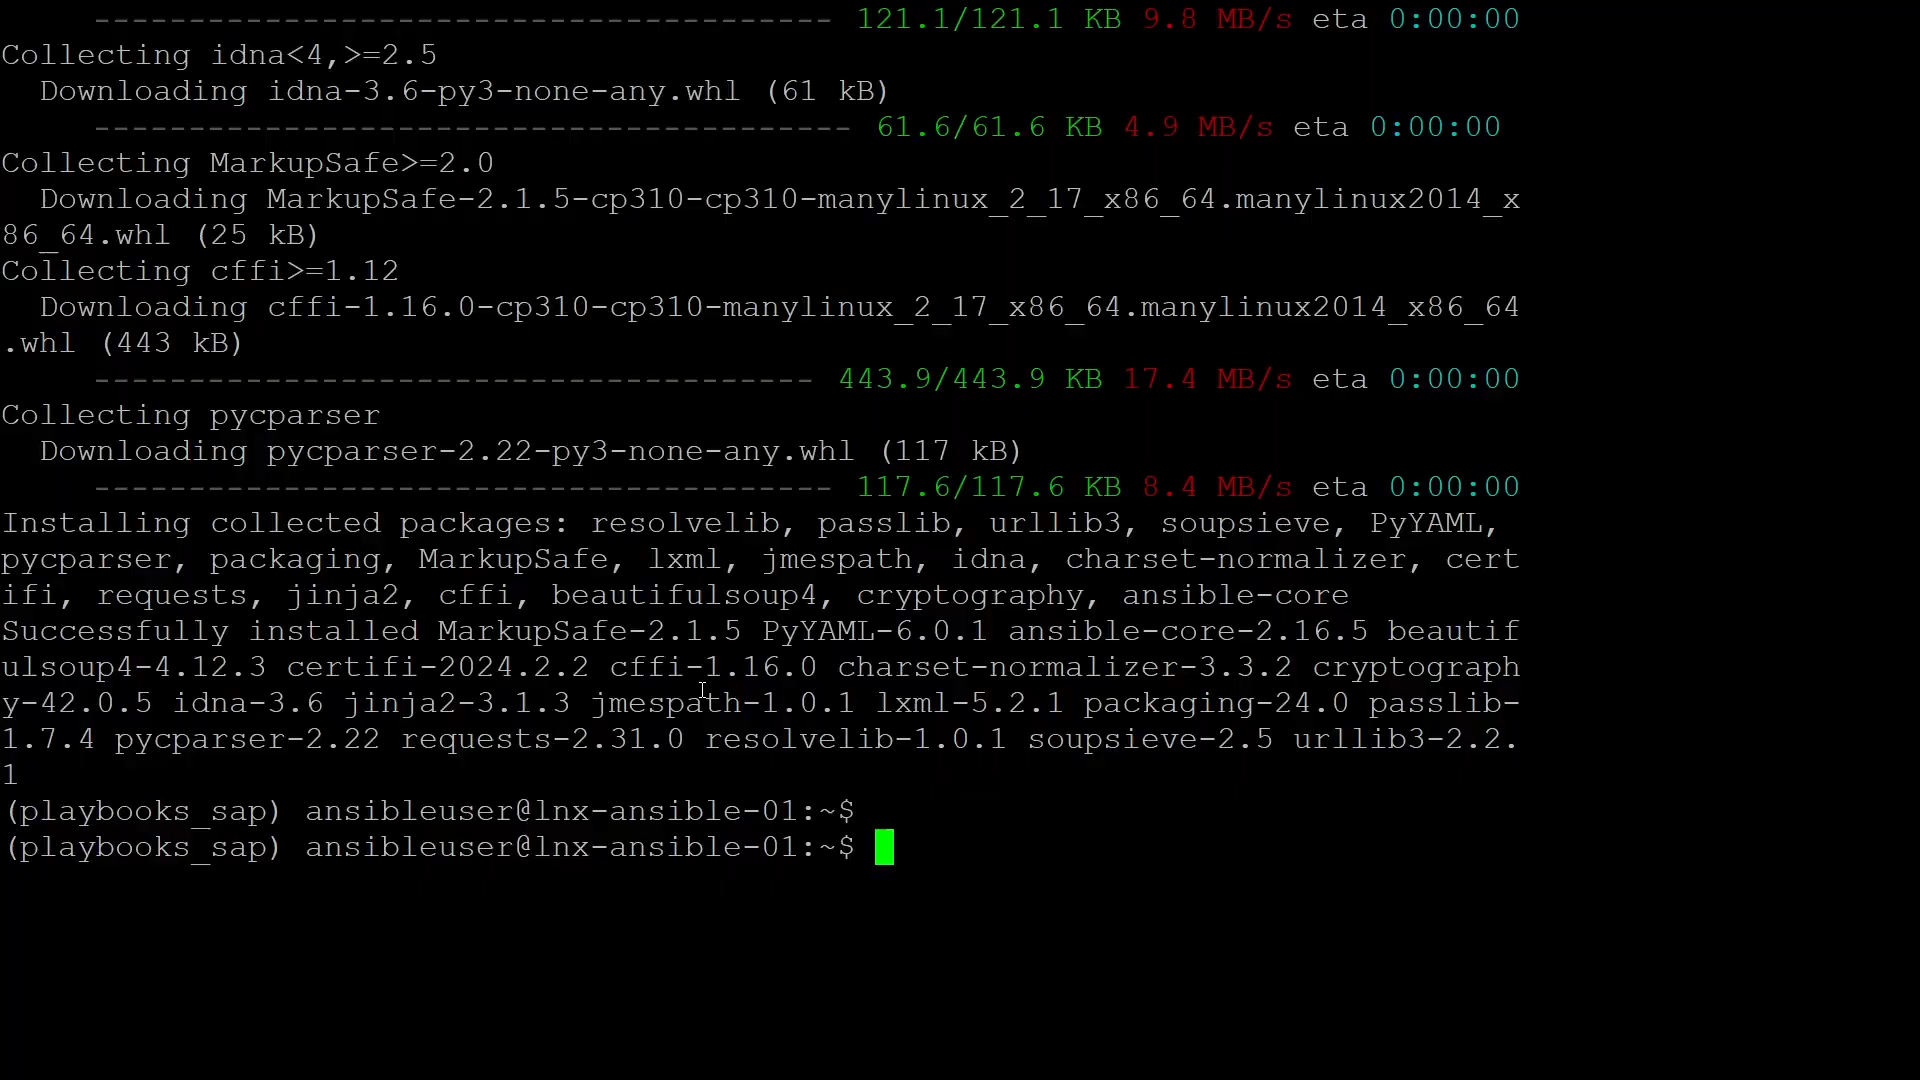 ---------------------------------------- 121.1/121.1 KB 9.8 MB/s eta 0:00:00
Collecting idna<4,>=2.5
  Downloading idna-3.6-py3-none-any.whl (61 kB)
---------------------------------------- 61.6/61.6 KB 4.9 MB/s eta 0:00:00
Collecting MarkupSafe>=2.0
  Downloading MarkupSafe-2.1.5-cp310-cp310-manylinux_2_17_x86_64.manylinux2014_x
86_64.whl (25 kB)
Collecting cffi>=1.12
  Downloading cffi-1.16.0-cp310-cp310-manylinux_2_17_x86_64.manylinux2014_x86_64
.whl (443 kB)
-------------------------------------- 443.9/443.9 KB 17.4 MB/s eta 0:00:00
Collecting pycparser
  Downloading pycparser-2.22-py3-none-any.whl (117 kB)
--------------------------------------- 117.6/117.6 KB 8.4 MB/s eta 0:00:00
Installing collected packages: resolvelib, passlib, urllib3, soupsieve, PyYAML,
pycparser, packaging, MarkupSafe, lxml, jmespath, idna, charset-normalizer, cert
ifi, requests, jinja2, cffi, beautifulsoup4, cryptography, ansible-core
Successfully installed MarkupSafe-2.1.5 PyYAML-6.0.1 ansible-core-2.16.5 beautif
ulsoup4-4.12.3 certifi-2024.2.2 cffi-1.16.0 charset-normalizer-3.3.2 cryptograph
y-42.0.5 idna-3.6 jinja2-3.1.3 jmespath-1.0.1 lxml-5.2.1 packaging-24.0 passlib-
1.7.4 pycparser-2.22 requests-2.31.0 resolvelib-1.0.1 soupsieve-2.5 urllib3-2.2.
1
(playbooks_sap) ansibleuser@lnx-ansible-01:~$
(playbooks_sap) ansibleuser@lnx-ansible-01:~$